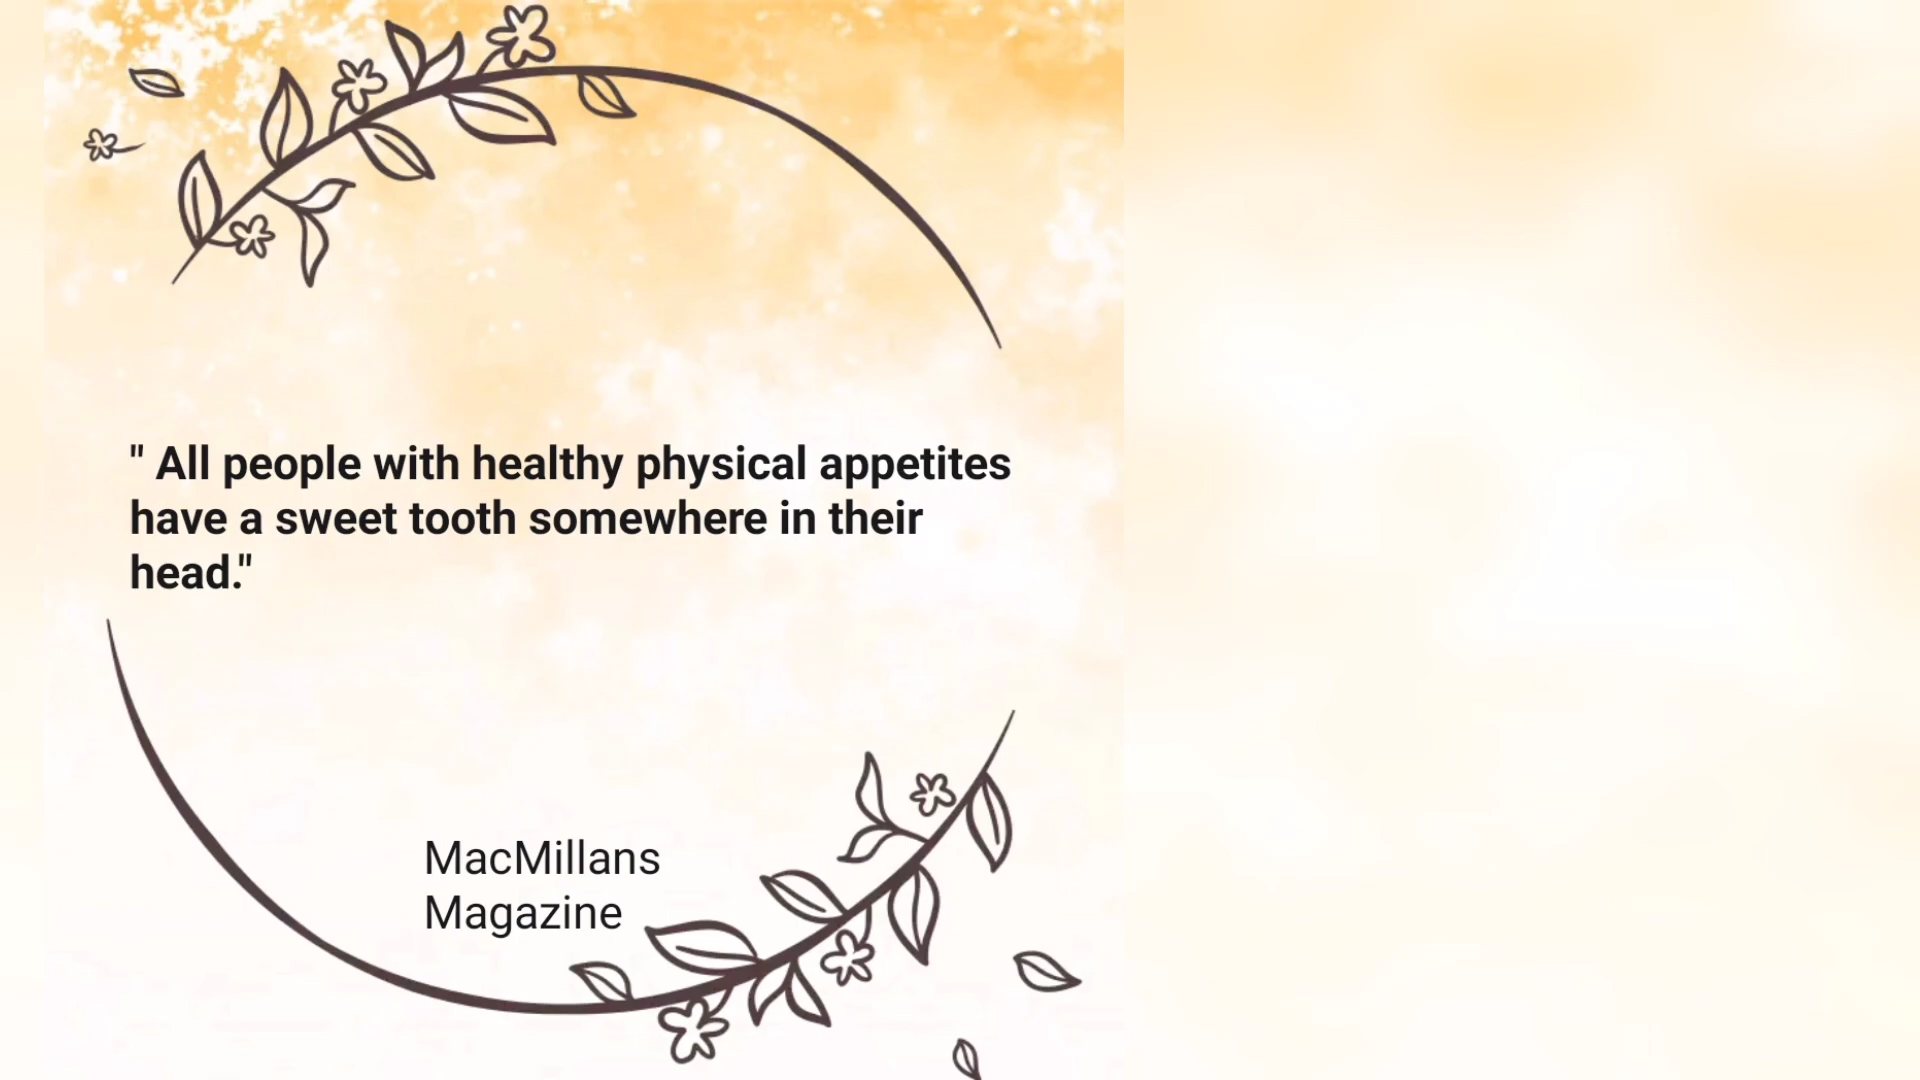 " All people with healthy physical appetites
have a sweet tooth somewhere in their
head."
MacMillans
Magazine